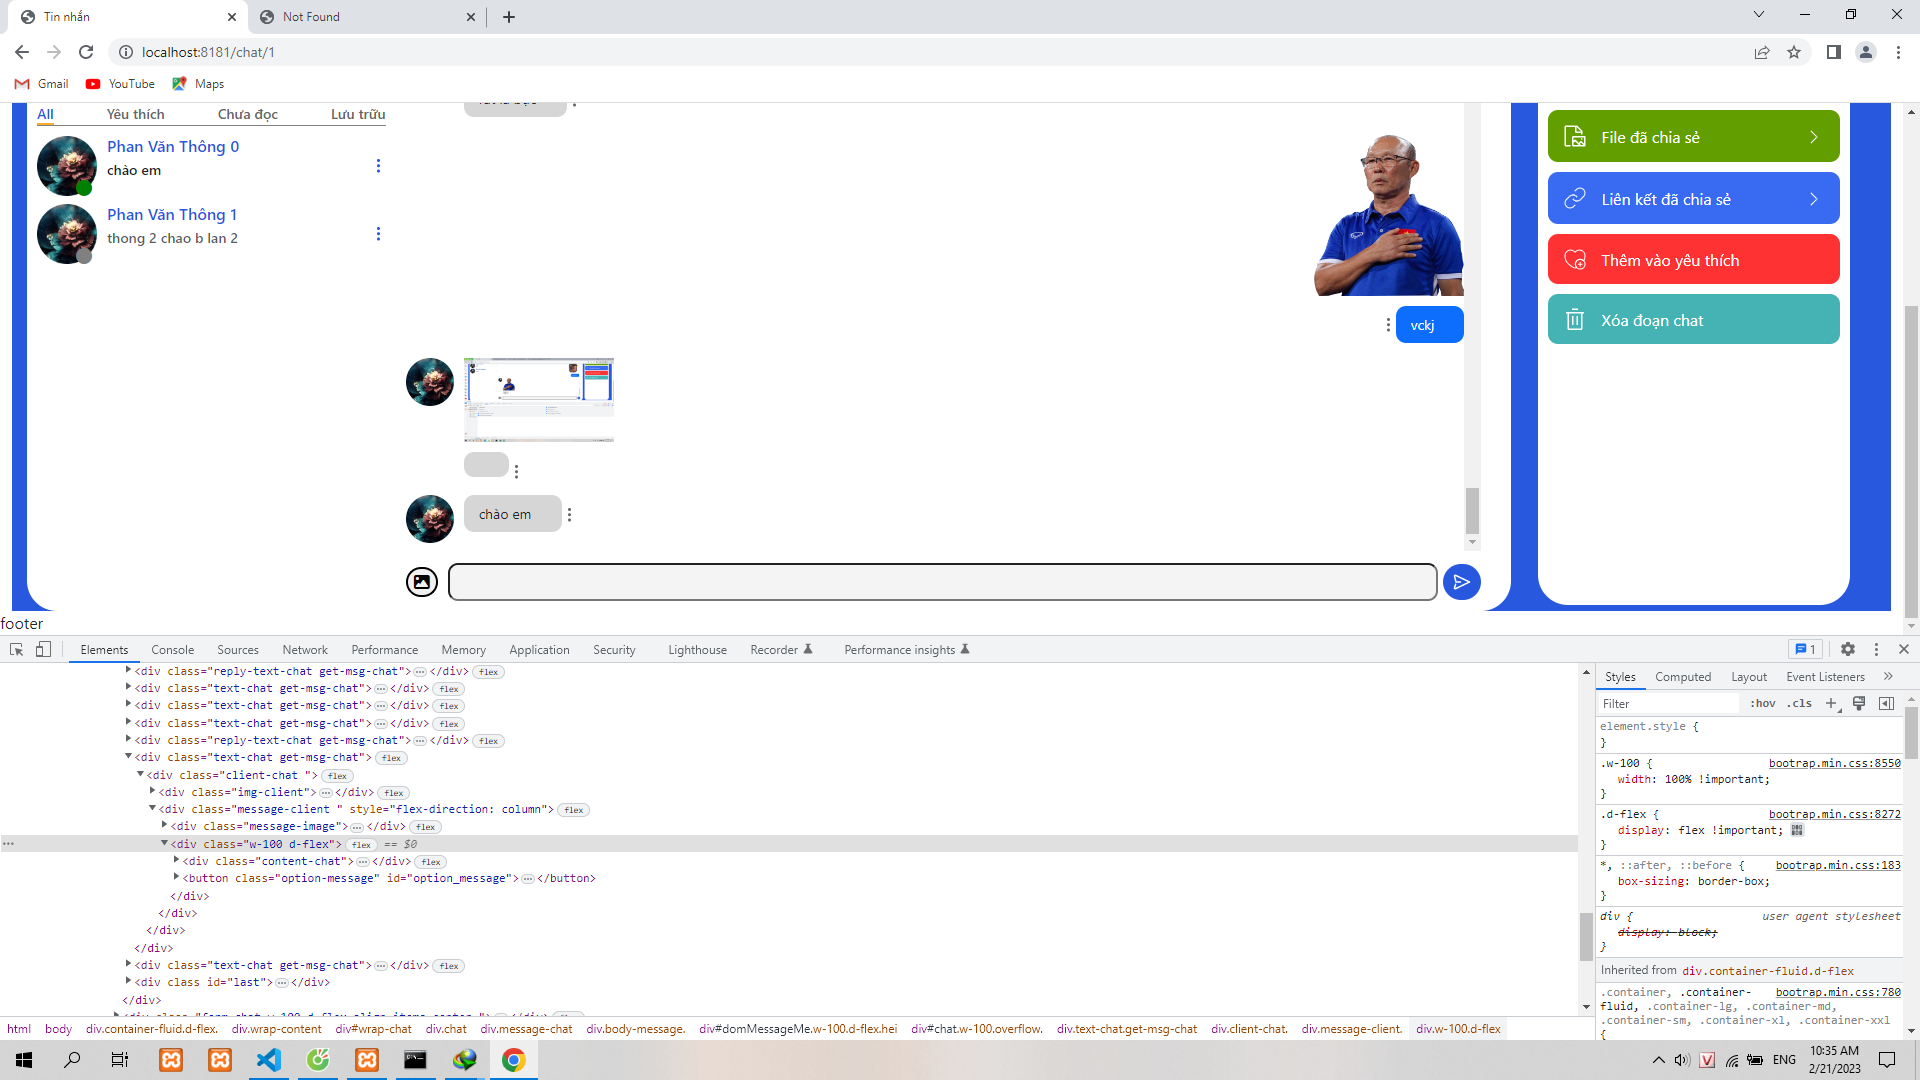 Tin nhắn
Not Found
localhost:8181/chat/1
Gmail
YouTube
Maps
All
Yêu thích
Chưa đọc
Lưu trữu
Phan Văn Thông 0
chào em
Phan Văn Thông 1
thong 2 chao b lan 2
vckj
chào em
File đã chia sẻ
Liên kết đã chia sẻ
Thêm vào yêu thích
Xóa đoạn chat
footer
Elements
Console
Sources
Network
Performance
Memory
Application
Security
Lighthouse
Recorder
Performance insights
1
<div class="reply-text-chat get-msg-chat">⋯</div> flex
<div class="text-chat get-msg-chat">⋯</div> flex
<div class="text-chat get-msg-chat">⋯</div> flex
<div class="text-chat get-msg-chat">⋯</div> flex
<div class="reply-text-chat get-msg-chat">⋯</div> flex
<div class="text-chat get-msg-chat"> flex
<div class="client-chat "> flex
<div class="img-client">⋯</div> flex
<div class="message-client " style="flex-direction: column"> flex
<div class="message-image">⋯</div> flex
<div class="w-100 d-flex"> flex == $0
<div class="content-chat">⋯</div> flex
<button class="option-message" id="option_message">⋯</button>
</div>
</div>
</div>
</div>
<div class="text-chat get-msg-chat">⋯</div> flex
<div class id="last">⋯</div>
</div>
html body div.container-fluid.d-flex. div.wrap-content div#wrap-chat div.chat div.message-chat div.body-message. div#domMessageMe.w-100.d-flex.hei div#chat.w-100.overflow. div.text-chat.get-msg-chat div.client-chat. div.message-client. div.w-100.d-flex
Styles
Computed
Layout
Event Listeners
Filter
:hov
.cls
element.style {
}
.w-100 {
bootrap.min.css:8550
width: 100% !important;
}
.d-flex {
bootrap.min.css:8272
display: flex !important;
}
*, ::after, ::before {
bootrap.min.css:183
box-sizing: border-box;
}
div {
user agent stylesheet
display: block;
}
Inherited from div.container-fluid.d-flex
.container, .container-
bootrap.min.css:780
fluid, .container-lg, .container-md,
.container-sm, .container-xl, .container-xxl
{
ENG
10:35 AM
2/21/2023